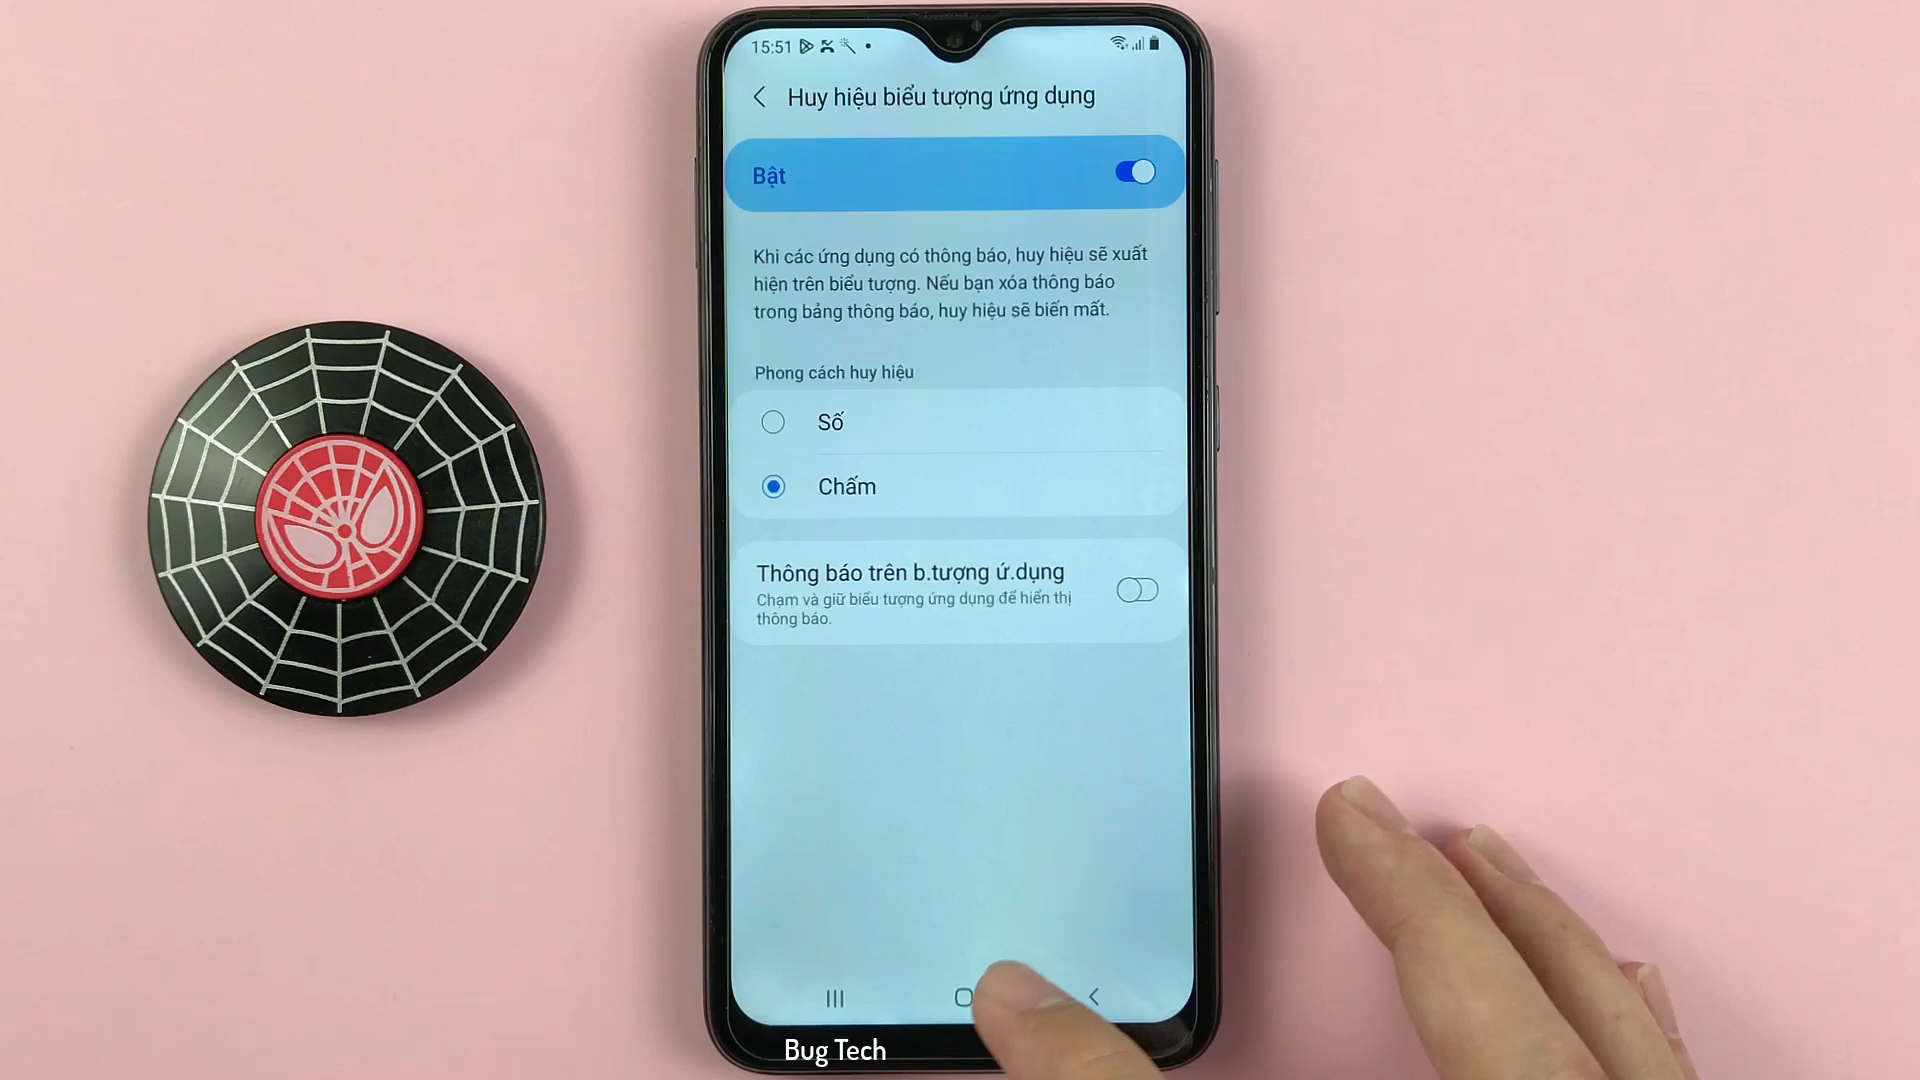 15:51
Huy hiệu biểu tượng ứng dụng
Bật
Khi các ứng dụng có thông báo, huy hiệu sẽ xuất
hiện trên biểu tượng. Nếu bạn xóa thông báo
trong bảng thông báo, huy hiệu sẽ biến mất.
Phong cách huy hiệu
Số
Chấm
Thông báo trên b.tượng ứ.dụng
Chạm và giữ biểu tượng ứng dụng để hiển thị
thông báo.
Bug Tech